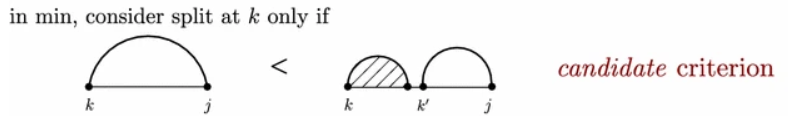 in min, consider split at k only if
< candidate criterion
k j k k' j